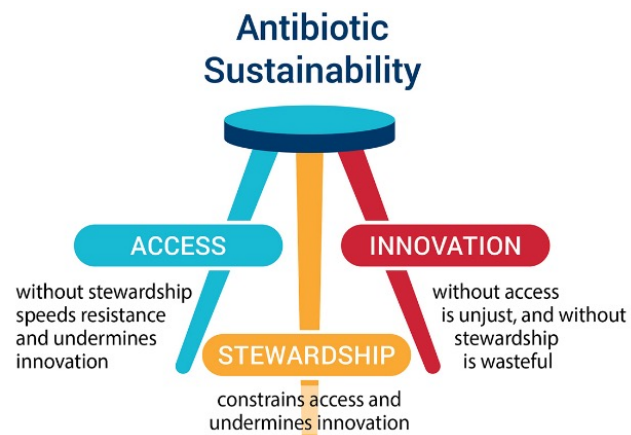 Antibiotic
Sustainability
ACCESS
without stewardship
speeds resistance
and undermines
innovation
STEWARDSHIP
constrains access and
undermines innovation
INNOVATION
without access
is unjust, and without
stewardship
is wasteful